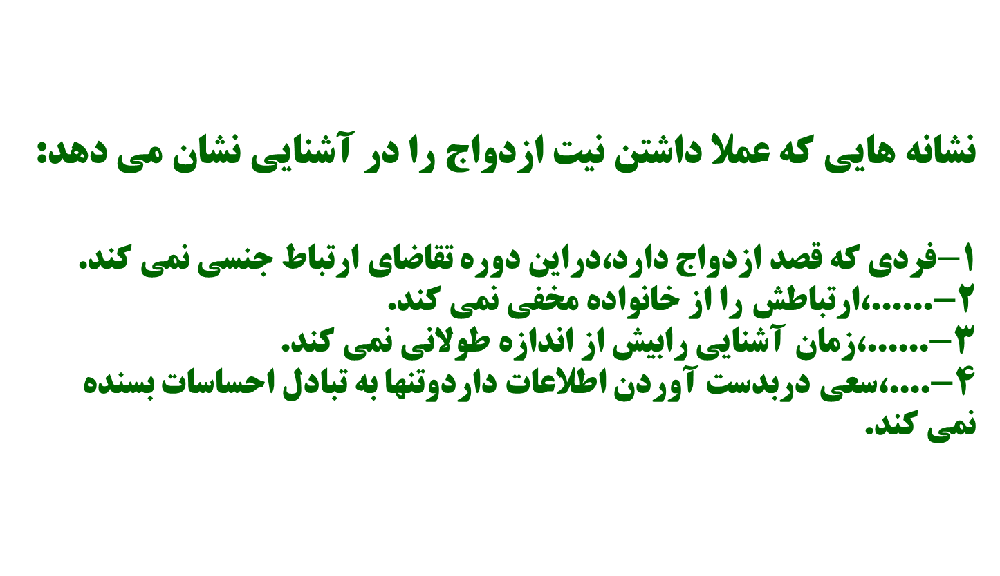 نشانه هایی که عملا داشتن نیت ازدواج را در آشنایی نشان می دهد:
۱-فردی که قصد ازدواج دارد،دراین دوره تقاضای ارتباط جنسی نمی کند.
۲-......،ارتباطش را از خانواده مخفی نمی کند.
۳-......،زمان آشنایی رابیش از اندازه طولانی نمی کند.
۴-....،سعی دربدست آوردن اطلاعات داردوتنها به تبادل احساسات بسنده
نمی کند.